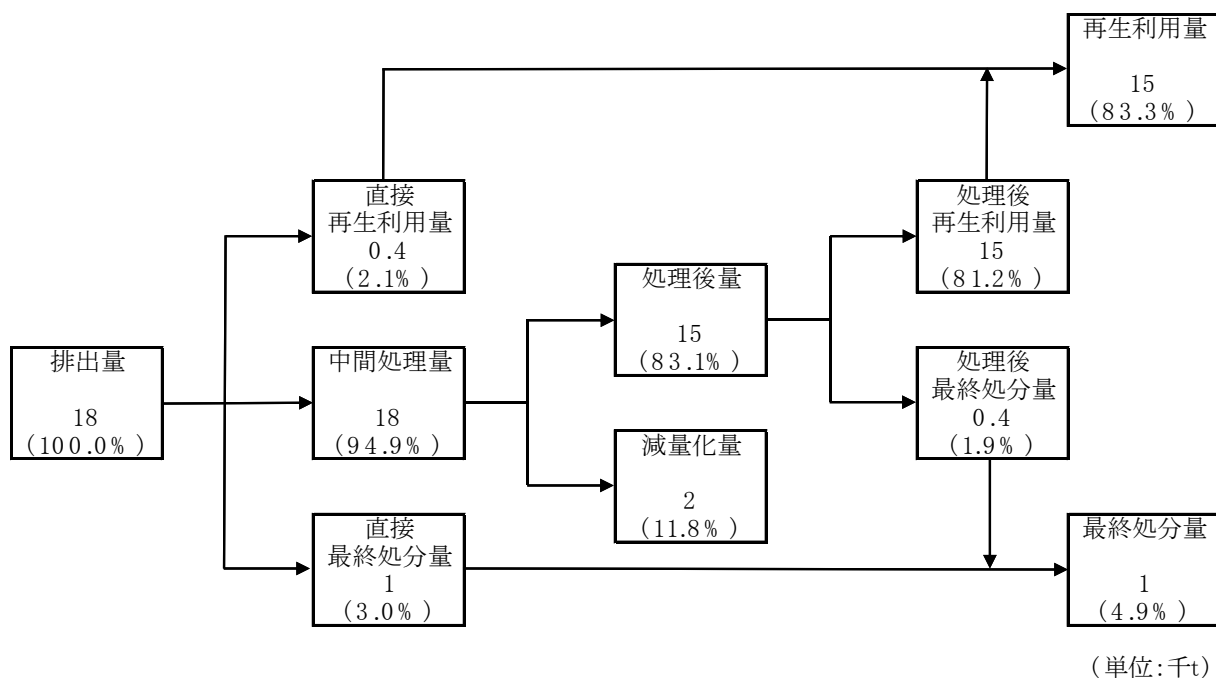 再生利用量
15
(83.3%)
直接
再生利用量
0.4
(2.1%)
処理後
再生利用量
15
(81.2%)
処理後量
15
(83.1%)
排出量
18
(100.0%)
中間処理量
18
(94.9%)
処理後
最終処分量
0.4
(1.9%)
減量化量
2
(11.8%)
直接
最終処分量
1
(3.0%)
最終処分量
1
(4.9%)
(単位:千t)